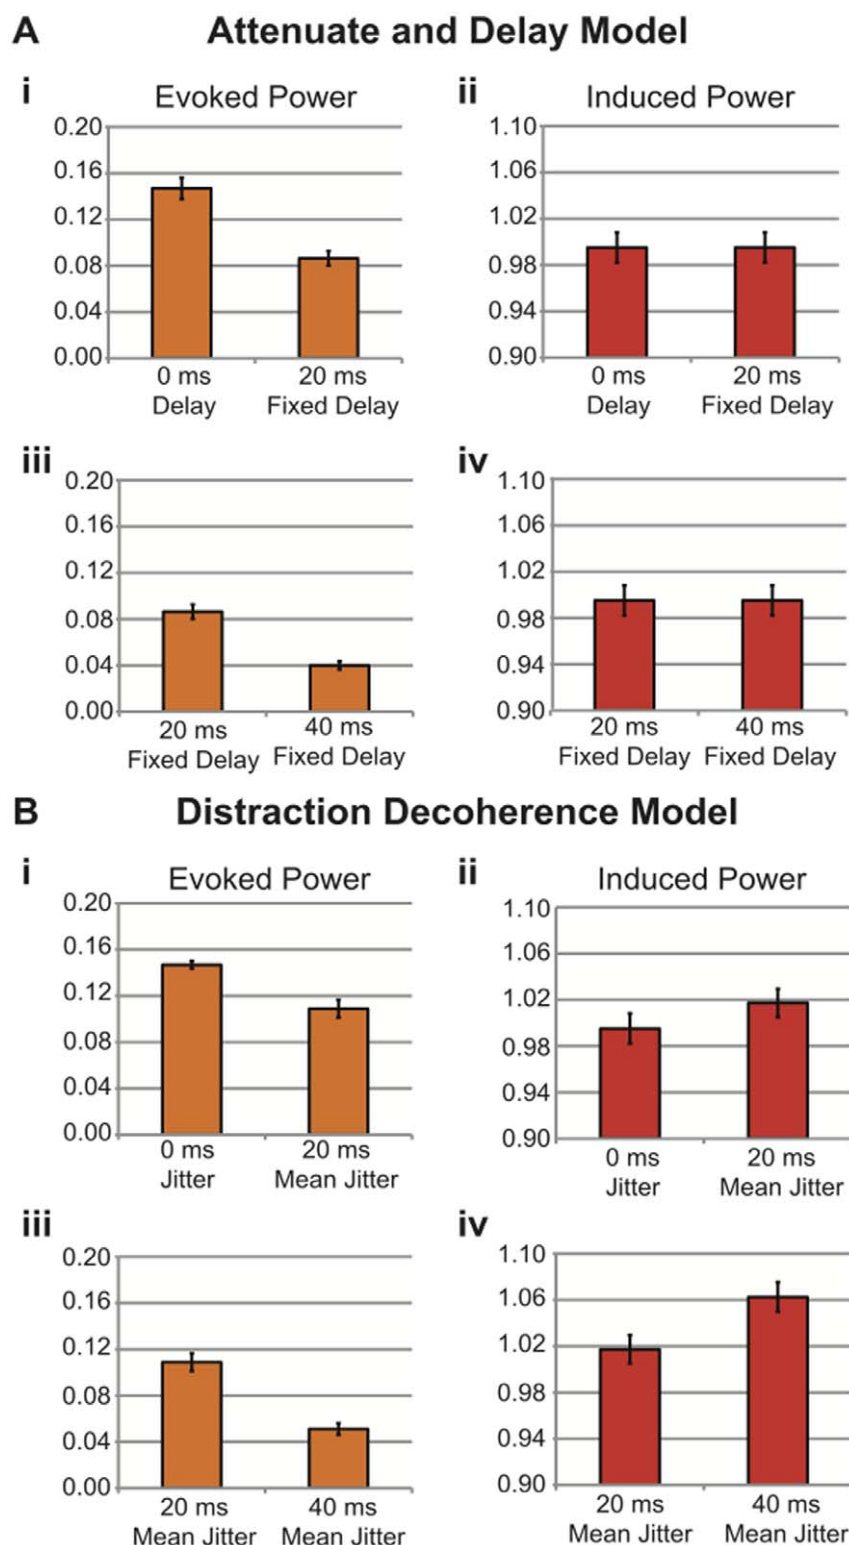 A Attenuate and Delay Model
i Evoked Power
0.20
0.16
0.12
0.08
0.04
0.00
0 ms 20 ms
Delay Fixed Delay
ii Induced Power
1.10
1.06
1.02
0.98
0.94
0.90
0 ms 20 ms
Delay Fixed Delay
iii
0.20
0.16
0.12
0.08
0.04
0.00
20 ms 40 ms
Fixed Delay Fixed Delay
iv
1.10
1.06
1.02
0.98
0.94
0.90
20 ms 40 ms
Fixed Delay Fixed Delay
B Distraction Decoherence Model
i Evoked Power
0.20
0.16
0.12
0.08
0.04
0.00
0 ms 20 ms
Jitter Mean Jitter
ii Induced Power
1.10
1.06
1.02
0.98
0.94
0.90
0 ms 20 ms
Jitter Mean Jitter
iii
0.20
0.16
0.12
0.08
0.04
0.00
20 ms 40 ms
Mean Jitter Mean Jitter
iv
1.10
1.06
1.02
0.98
0.94
0.90
20 ms 40 ms
Mean Jitter Mean Jitter